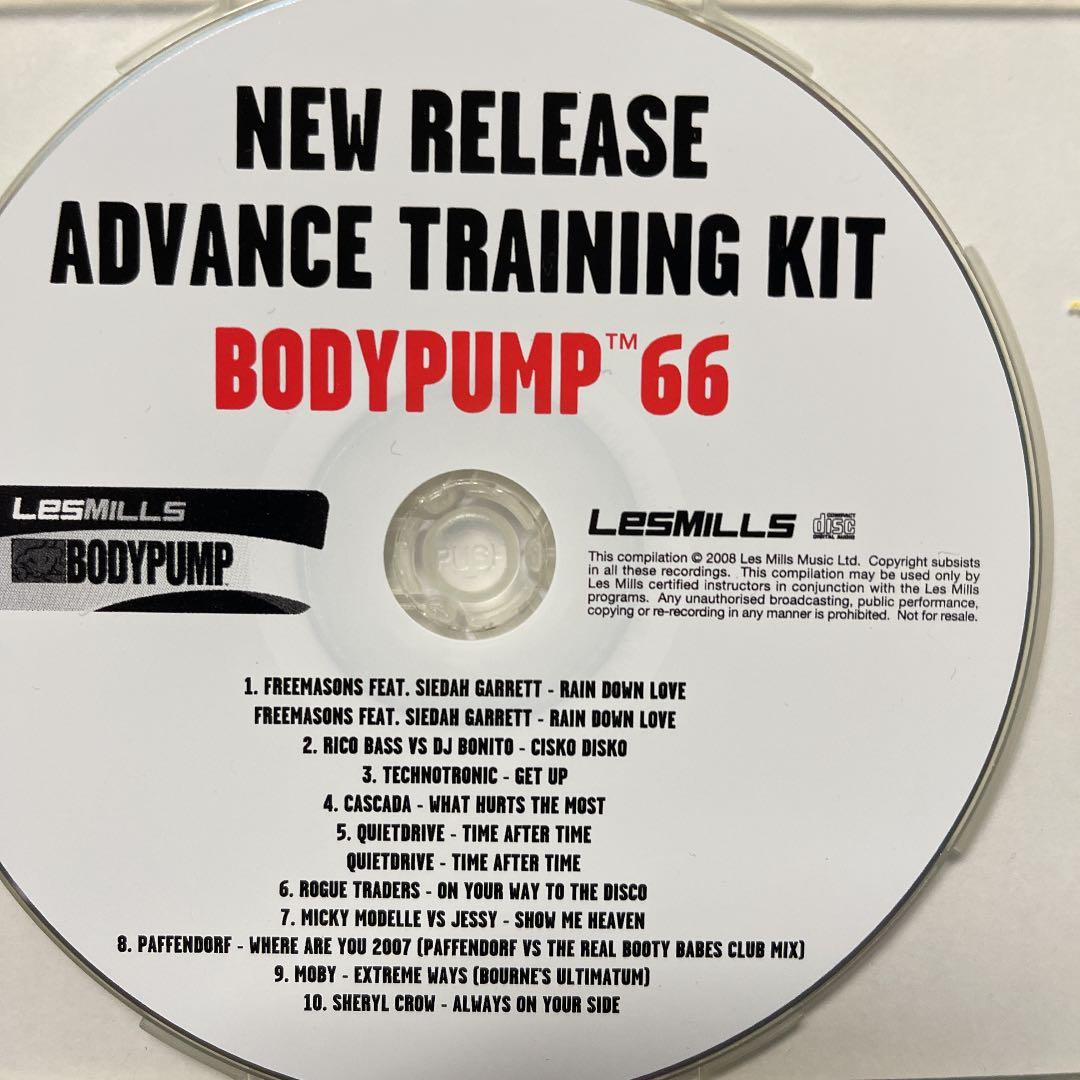 NEW RELEASE
ADVANCE TRAINING KIT
BODYPUMP™ 66
LESMILLS
BODYPUMP
PUSH
LESMILLS
COMPACT
disc
DIGITAL AUDIO
This compilation © 2008 Les Mills Music Ltd. Copyright subsists
in all these recordings. This compilation may be used only by
Les Mills certified instructors in conjunction with the Les Mills
programs. Any unauthorised broadcasting, public performance,
copying or re-recording in any manner is prohibited. Not for resale.
1. FREEMASONS FEAT. SIEDAH GARRETT - RAIN DOWN LOVE
FREEMASONS FEAT. SIEDAH GARRETT - RAIN DOWN LOVE
2. RICO BASS VS DJ BONITO - CISKO DISKO
3. TECHNOTRONIC - GET UP
4. CASCADA - WHAT HURTS THE MOST
5. QUIETDRIVE - TIME AFTER TIME
QUIETDRIVE - TIME AFTER TIME
6. ROGUE TRADERS - ON YOUR WAY TO THE DISCO
7. MICKY MODELLE VS JESSY - SHOW ME HEAVEN
8. PAFFENDORF - WHERE ARE YOU 2007 (PAFFENDORF VS THE REAL BOOTY BABES CLUB MIX)
9. MOBY - EXTREME WAYS (BOURNE'S ULTIMATUM)
10. SHERYL CROW - ALWAYS ON YOUR SIDE